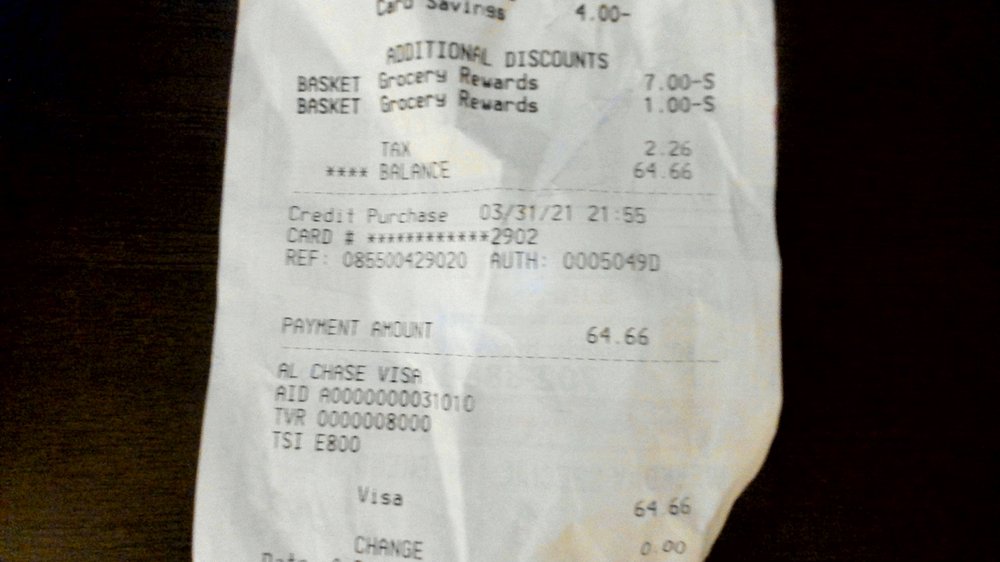 Card Savings 4.00-
ADDITIONAL DISCOUNTS
BASKET Grocery Rewards 7.00-S
BASKET Grocery Rewards 1.00-S
TAX 2.26
**** BALANCE 64.66
Credit Purchase 03/31/21 21:55
CARD # ************2902
REF: 085500429020 AUTH: 0005049D
PAYMENT AMOUNT 64.66
AL CHASE VISA
AID A0000000031010
TVR 0000008000
TSI E800
Visa 64.66
CHANGE 0.00